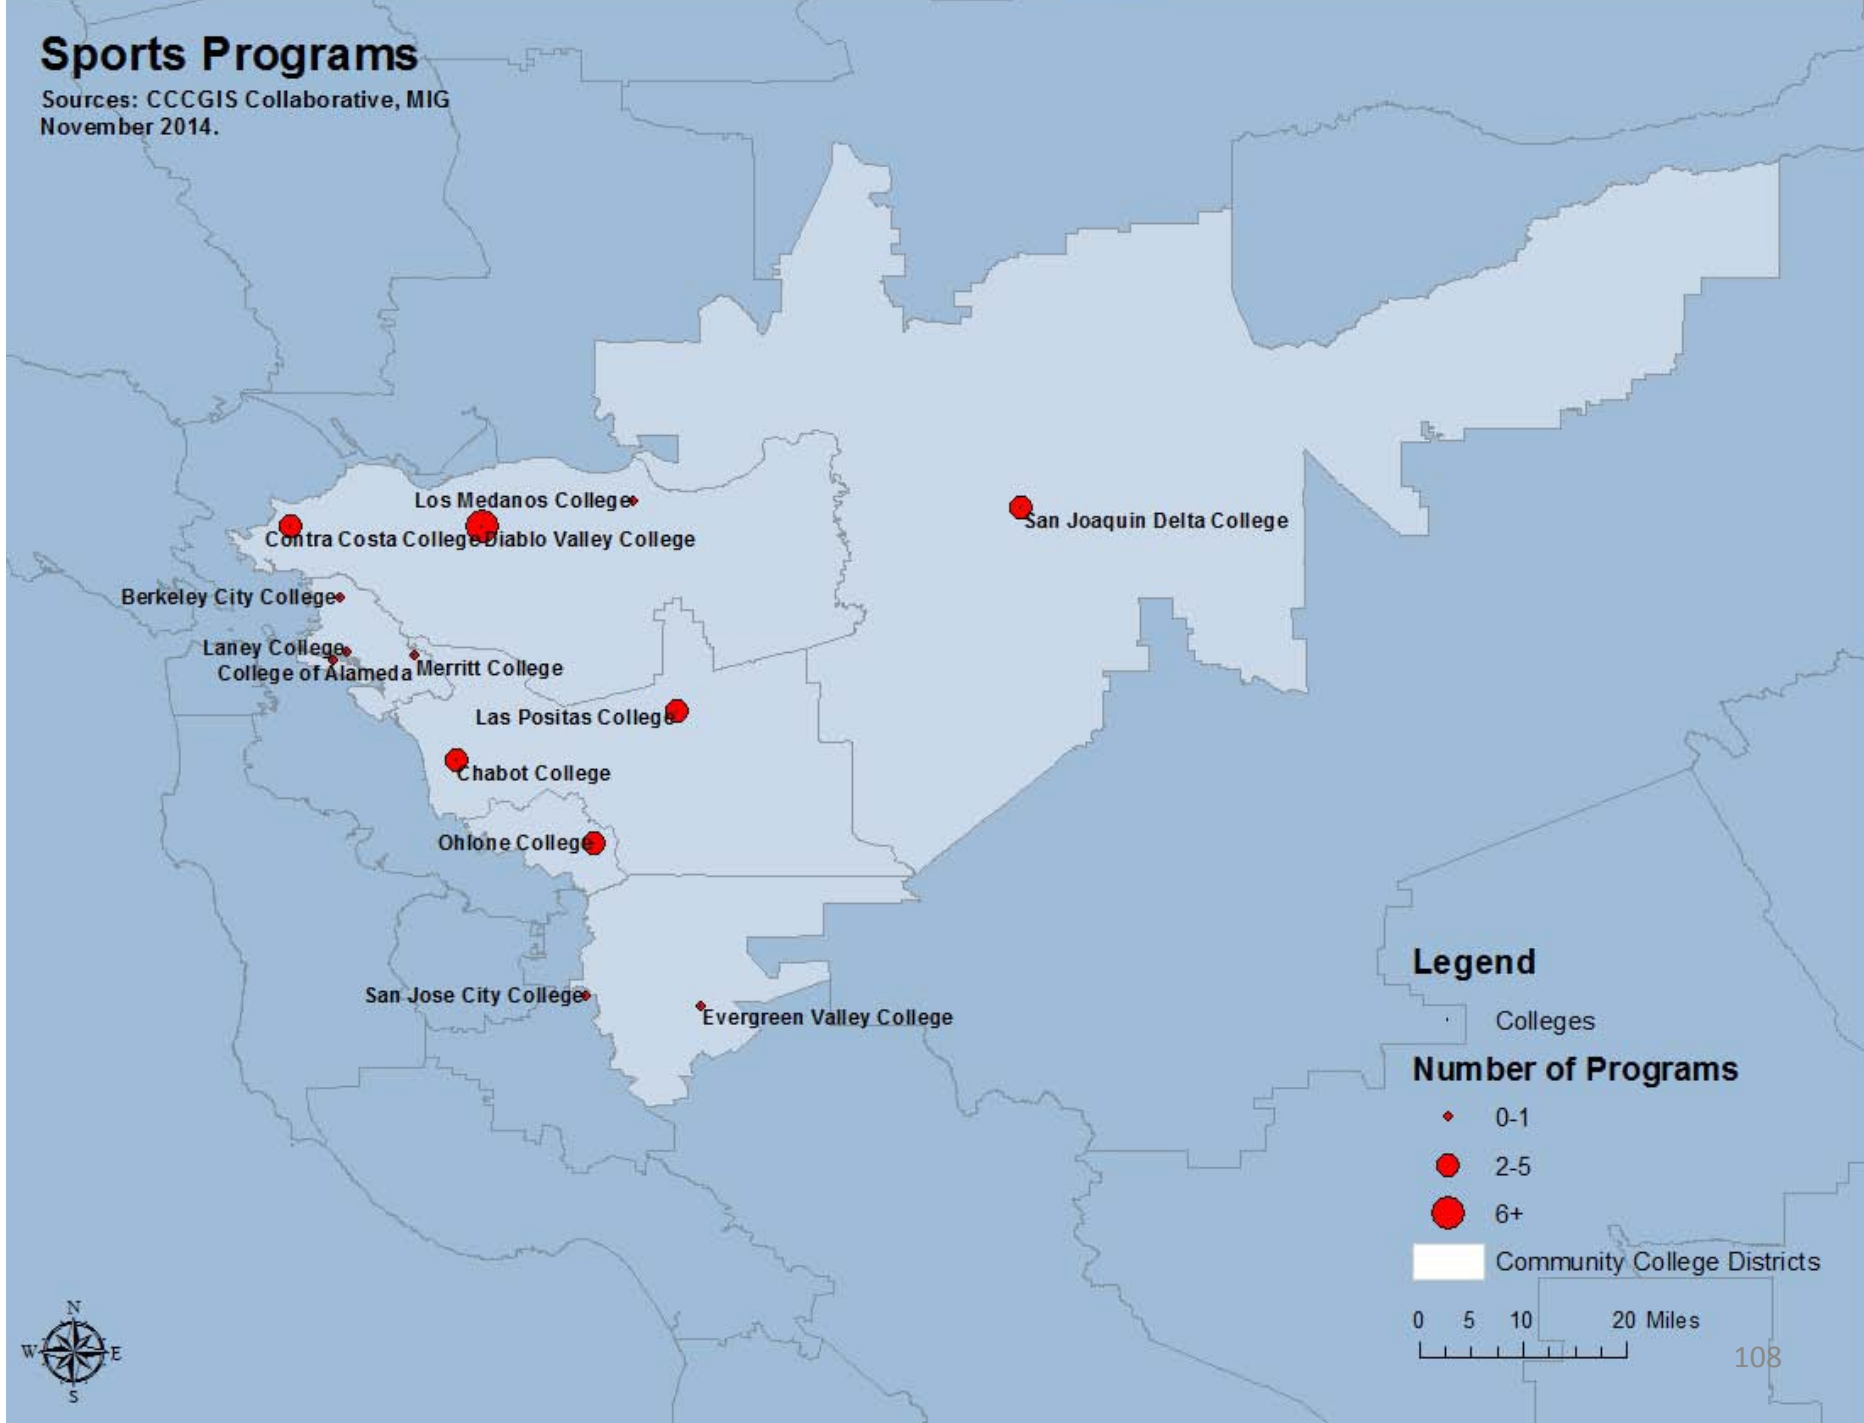 Sports Programs
Sources: CCCGIS Collaborative, MIG
November 2014.
Los Medanos College
San Joaquin Delta College
Contra Costa College
Diablo Valley College
Berkeley City College
Laney College
College of Alameda
Merritt College
Las Positas College
Chabot College
Ohlone College
San Jose City College
Evergreen Valley College
Legend
Colleges
Number of Programs
0-1
2-5
6+
Community College Districts
0 5 10 20 Miles
108
N
W E
S